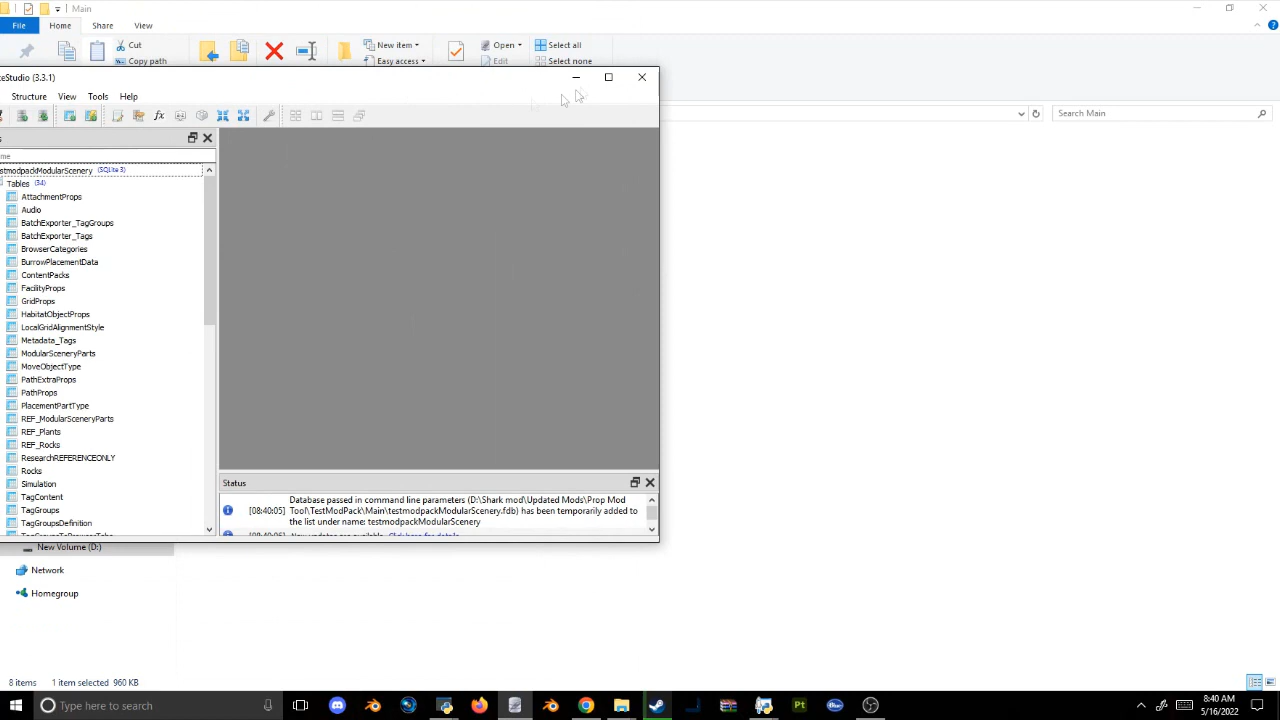 Main
File Home Share View
Cut
Copy path
New item
Easy access
Open
Edit
Select all
Select none
eStudio (3.3.1)
Structure View Tools Help
Search Main
me
stmodpackModularScenery (SQLite 3)
Tables (34)
AttachmentProps
Audio
BatchExporter_TagGroups
BatchExporter_Tags
BrowserCategories
BurrowPlacementData
ContentPacks
FacilityProps
GridProps
HabitatObjectProps
LocalGridAlignmentStyle
Metadata_Tags
ModularSceneryParts
MoveObjectType
PathExtraProps
PathProps
PlacementPartType
REF_ModularSceneryParts
REF_Plants
REF_Rocks
ResearchREFERENCEONLY
Rocks
Simulation
TagContent
TagGroups
TagGroupsDefinition
Status
Database passed in command line parameters (D:\Shark mod\Updated Mods\Prop Mod
[08:40:05] Tool\TestModPack\Main\testmodpackModularScenery.fdb) has been temporarily added to
the list under name: testmodpackModularScenery
New Volume (D:)
Network
Homegroup
8 items 1 item selected 960 KB
Type here to search
Pt
Blue
8:40 AM
5/16/2022